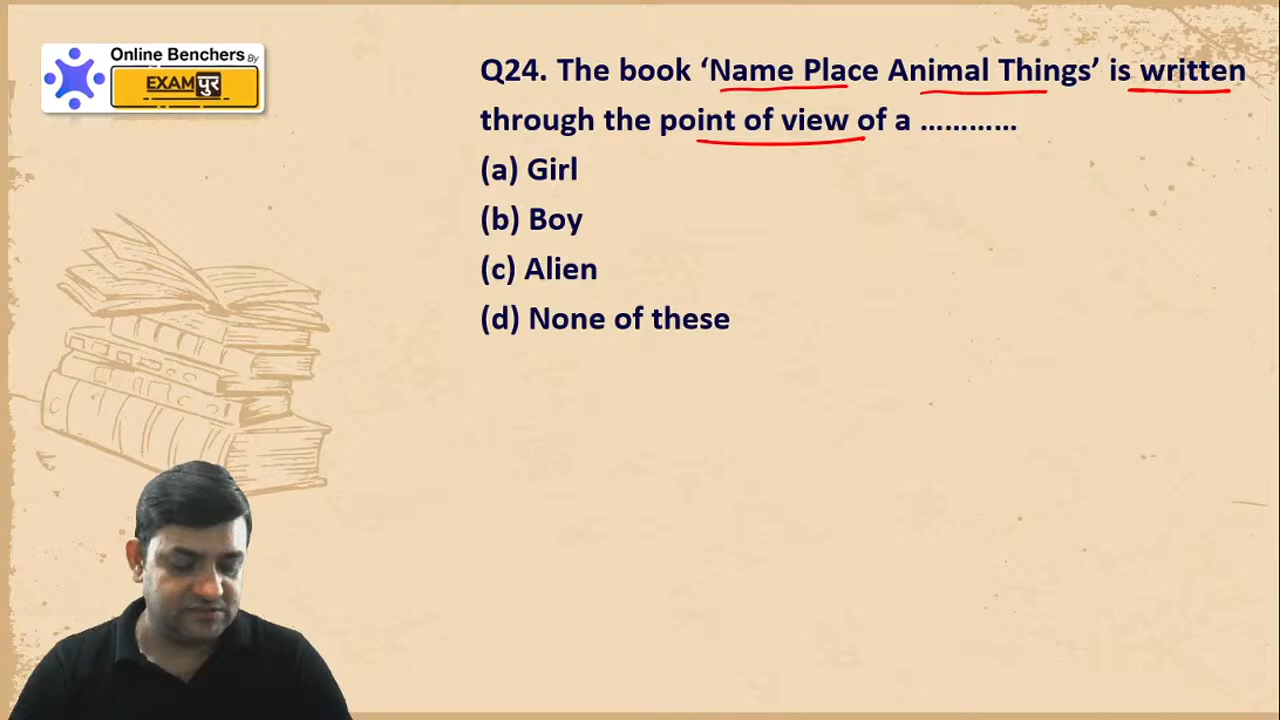 Online Benchers By
EXAMपुर
Q24. The book ‘Name Place Animal Things’ is written
through the point of view of a …………
(a) Girl
(b) Boy
(c) Alien
(d) None of these